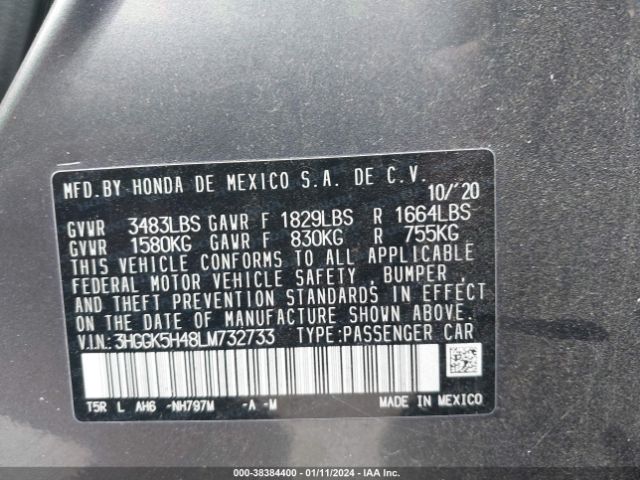 MFD.BY HONDA DE MEXICO S.A. DE C.V.
10/'20
GVWR 3483LBS GAWR F 1829LBS R 1664LBS
GVWR 1580KG GAWR F 830KG R 755KG
THIS VEHICLE CONFORMS TO ALL APPLICABLE
FEDERAL MOTOR VEHICLE SAFETY, BUMPER,
AND THEFT PREVENTION STANDARDS IN EFFECT
ON THE DATE OF MANUFACTURE SHOWN ABOVE.
V.I.N.:3HGGK5H48LM732733 TYPE:PASSENGER CAR
T5R L AH6 -NH797M -A -M MADE IN MEXICO
000-38384400 - 01/11/2024 - IAA Inc.